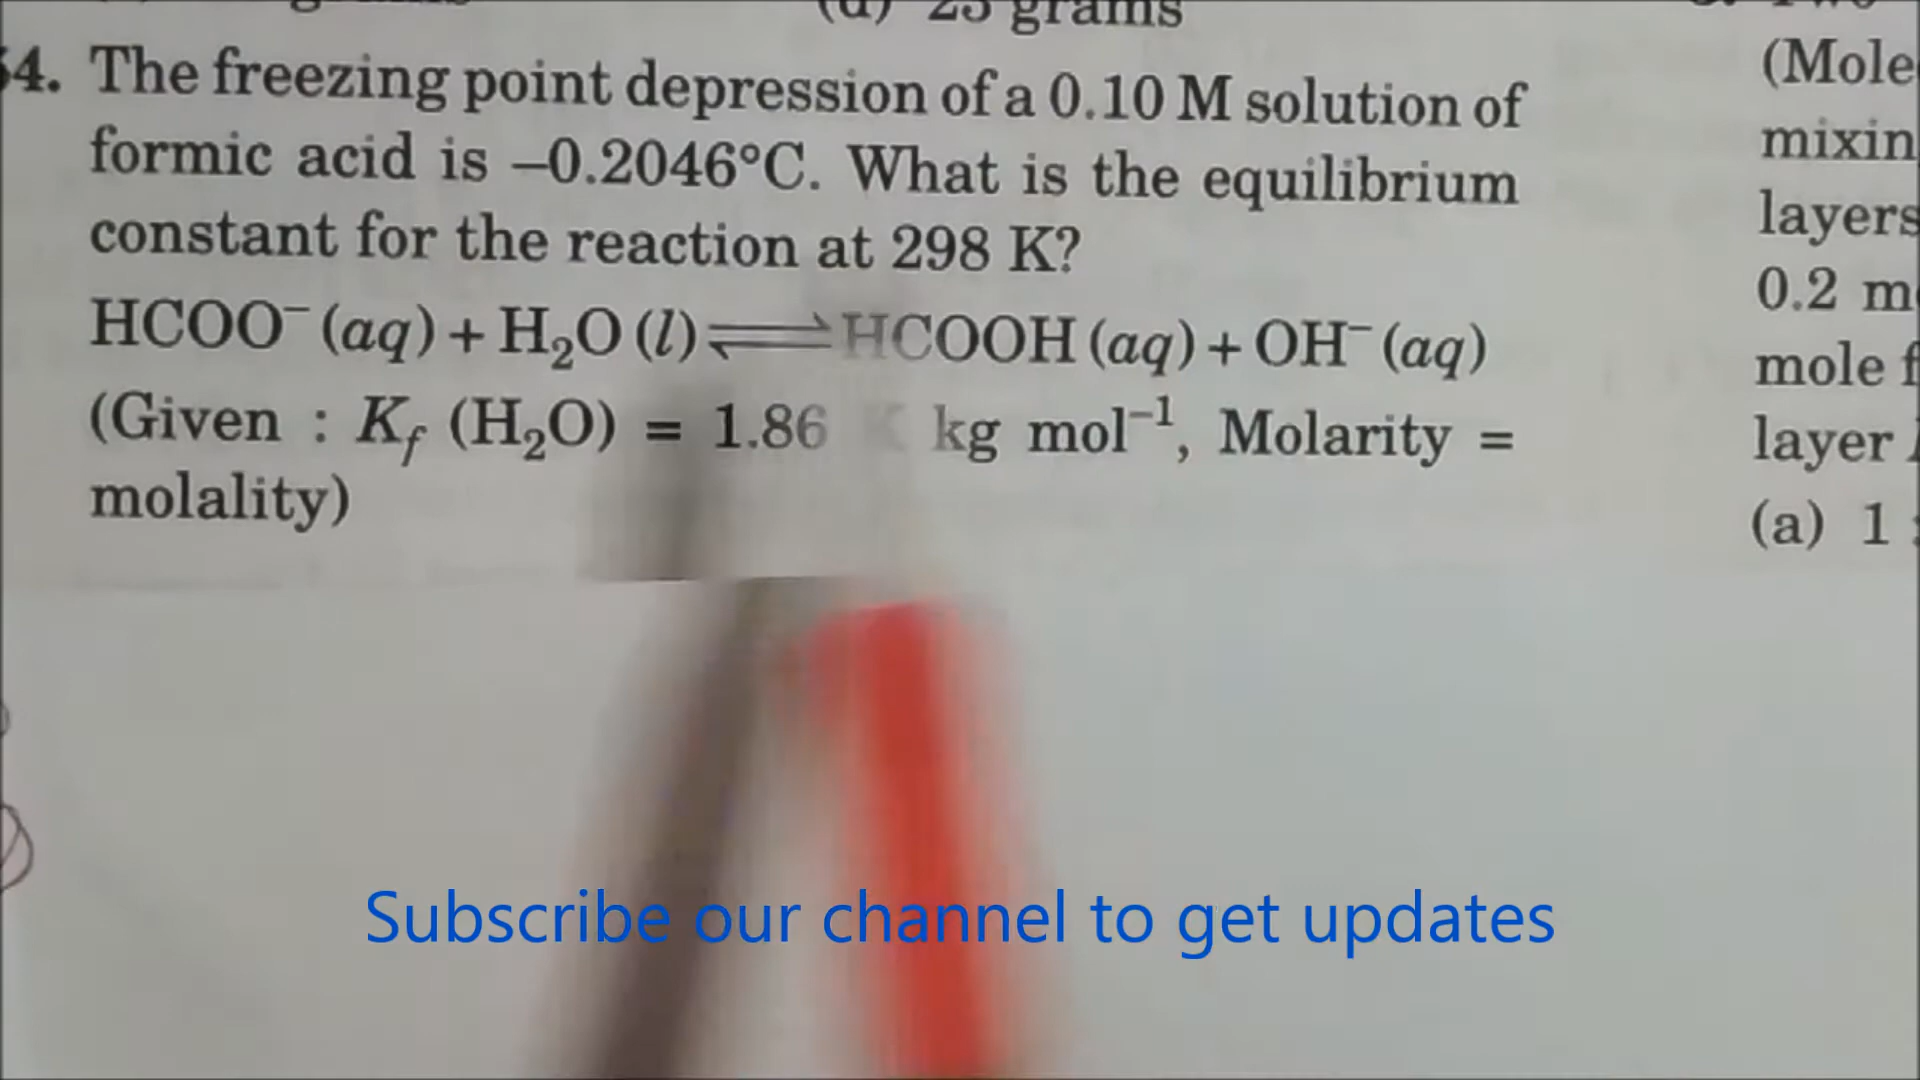 (d) 25 grams
54. The freezing point depression of a 0.10 M solution of
formic acid is –0.2046°C. What is the equilibrium
constant for the reaction at 298 K?
HCOO⁻(aq) + H₂O(l) ⇌ HCOOH(aq) + OH⁻(aq)
(Given : K_f (H₂O) = 1.86 K kg mol⁻¹, Molarity =
molality)
(Mole
mixin
layers
0.2 m
mole f
layer
(a) 1
Subscribe our channel to get updates